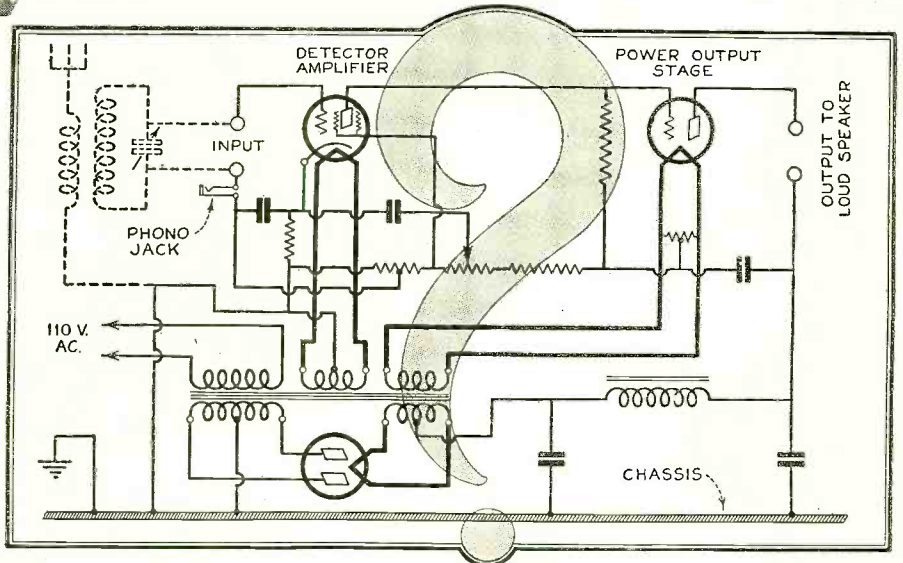 DETECTOR
AMPLIFIER
POWER OUTPUT
STAGE
INPUT
OUTPUT TO
LOUD SPEAKER
PHONO
JACK
110 V.
AC.
CHASSIS